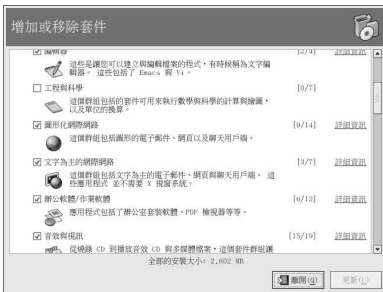 增加或移除套件
編輯器 [2/4] 詳細資訊
這些是讓您可以建立與編輯檔案的程式，有時候稱為文字編
輯器。 這些包括了 Emacs 與 Vi。
工程與科學 [0/7]
這個群組包括的套件可用來執行數學與科學的計算與繪圖，
以及單位的換算。
圖形化網際網路 [9/14] 詳細資訊
這個群組包括圖形的電子郵件、網頁以及聊天用戶端。
文字為主的網際網路 [3/7] 詳細資訊
這個群組包括文字為主的電子郵件、網頁與聊天用戶端。 這
些應用程式 並不需要 X 視窗系統。
辦公軟體/作業軟體 [6/12] 詳細資訊
應用程式包括了辦公室套裝軟體、PDF 檢視器等等。
音效與視訊 [15/19] 詳細資訊
從燒錄 CD 到播放音效 CD 與多媒體檔案，這個套件群組讓
全部的安裝大小: 2,602 MB
離開(Q) 更新(U)